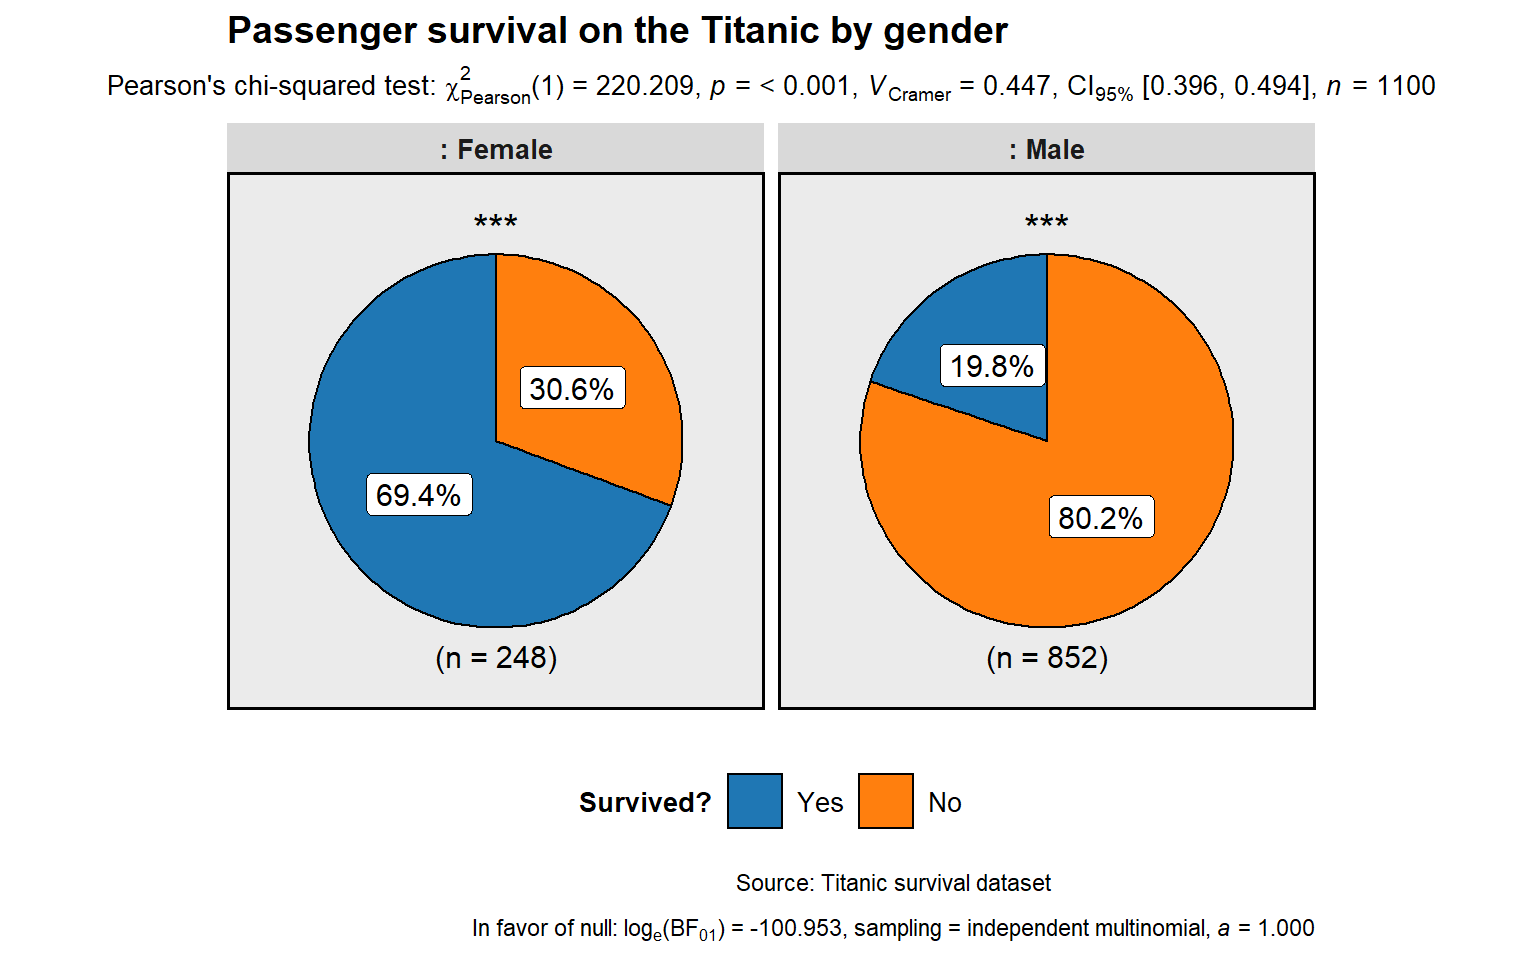 Passenger survival on the Titanic by gender
Pearson's chi-squared test: χ²Pearson(1) = 220.209, p = < 0.001, VCramer = 0.447, CI95% [0.396, 0.494], n = 1100
: Female
: Male
***
***
30.6%
69.4%
19.8%
80.2%
(n = 248)
(n = 852)
Survived? Yes No
Source: Titanic survival dataset
In favor of null: loge(BF01) = -100.953, sampling = independent multinomial, a = 1.000